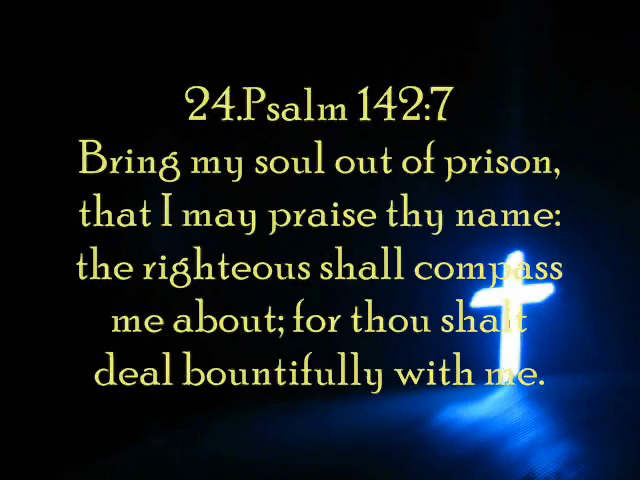 24.Psalm 142:7
Bring my soul out of prison,
that I may praise thy name:
the righteous shall compass
me about; for thou shalt
deal bountifully with me.